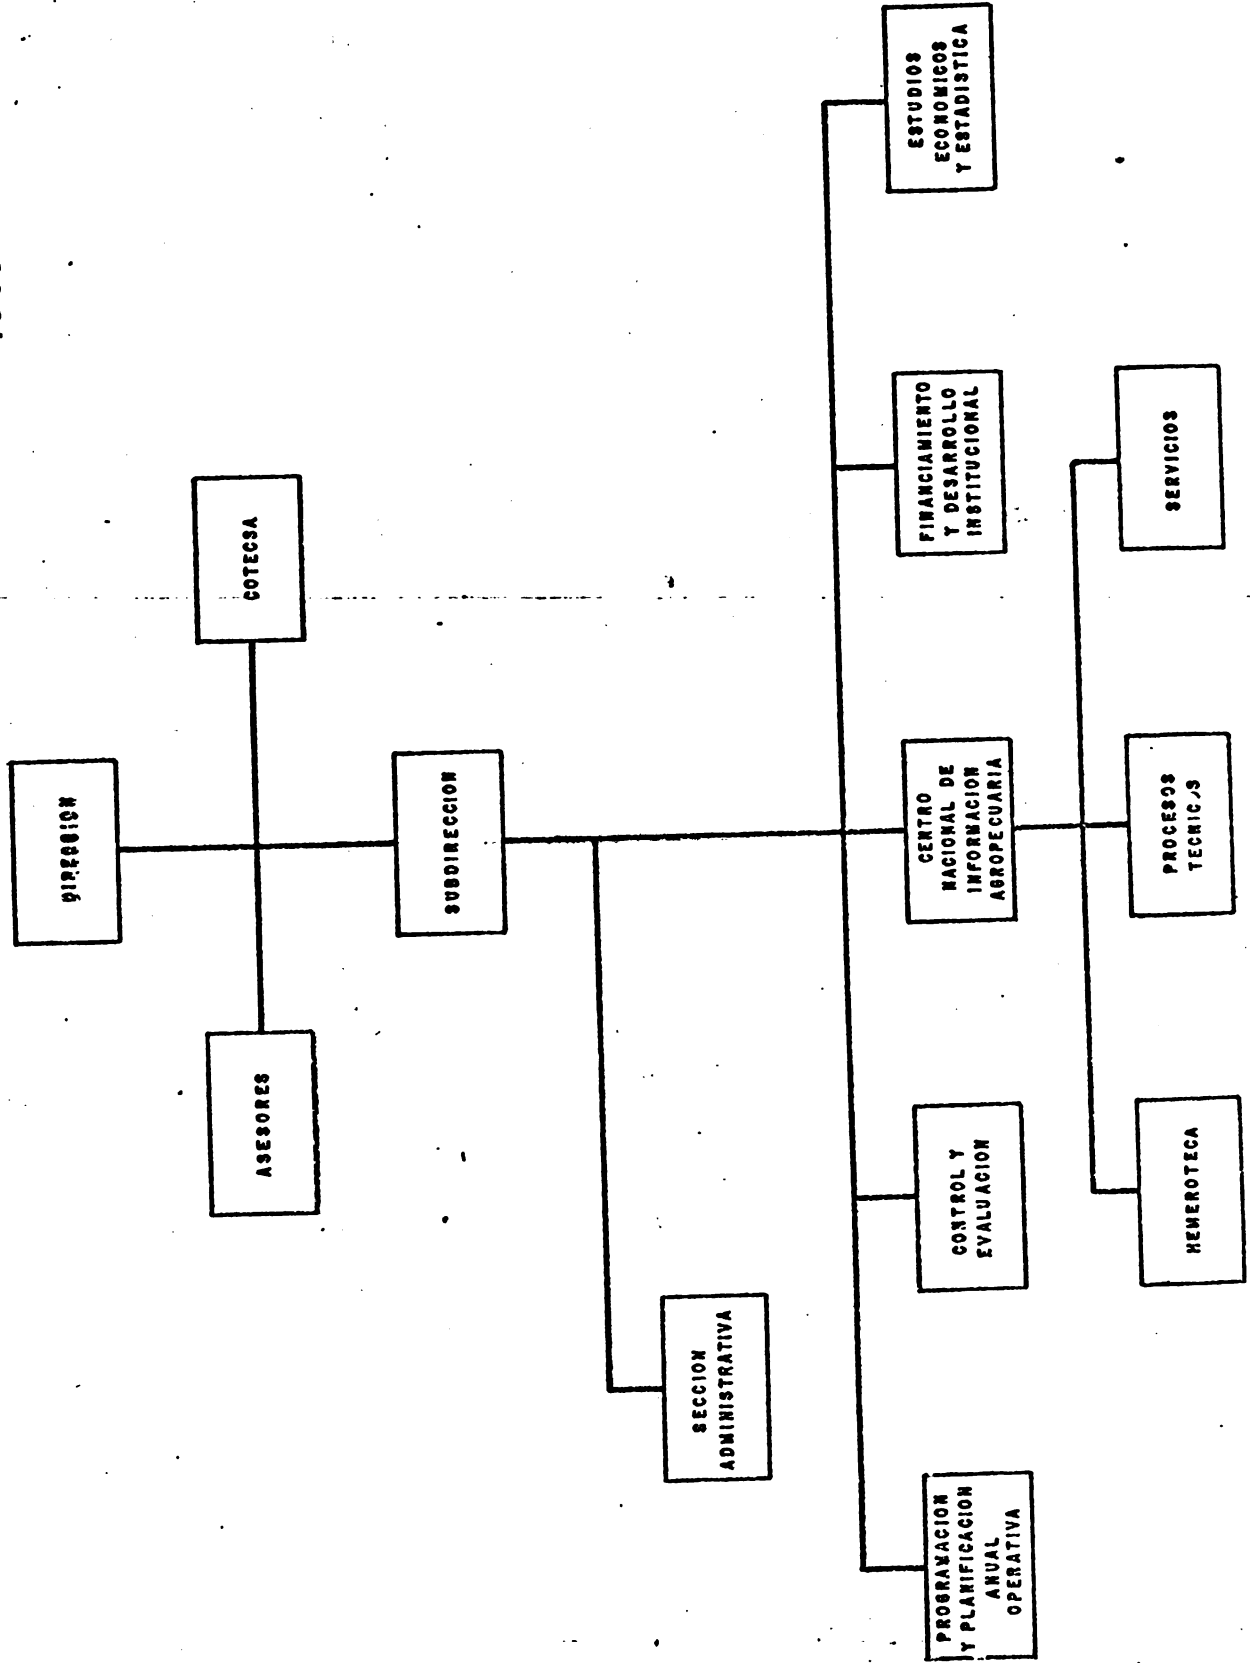 DIRECCION
ASESORES
COTECSA
SUBDIRECCION
SECCION
ADMINISTRATIVA
PROGRAMACION
Y PLANIFICACION
ANUAL
OPERATIVA
CONTROL Y
EVALUACION
CENTRO
NACIONAL DE
INFORMACION
AGROPECUARIA
FINANCIAMIENTO
Y DESARROLLO
INSTITUCIONAL
ESTUDIOS
ECONOMICOS
Y ESTADISTICA
HEMEROTECA
PROCESOS
TECNICOS
SERVICIOS